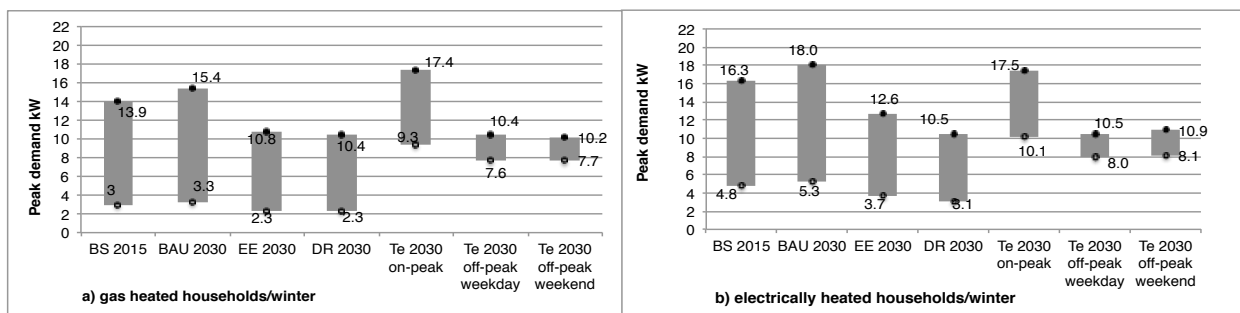 22
20
18
16
14
12
10
8
6
4
2
0
Peak demand kW
13.9
3
15.4
3.3
10.8
2.3
10.4
2.3
17.4
9.3
10.4
7.6
10.2
7.7
BS 2015
BAU 2030
EE 2030
DR 2030
Te 2030
on-peak
Te 2030
off-peak
weekday
Te 2030
off-peak
weekend
a) gas heated households/winter
22
20
18
16
14
12
10
8
6
4
2
0
Peak demand kW
16.3
4.8
18.0
5.3
12.6
3.7
10.5
3.1
17.5
10.1
10.5
8.0
10.9
8.1
BS 2015
BAU 2030
EE 2030
DR 2030
Te 2030
on-peak
Te 2030
off-peak
weekday
Te 2030
off-peak
weekend
b) electrically heated households/winter